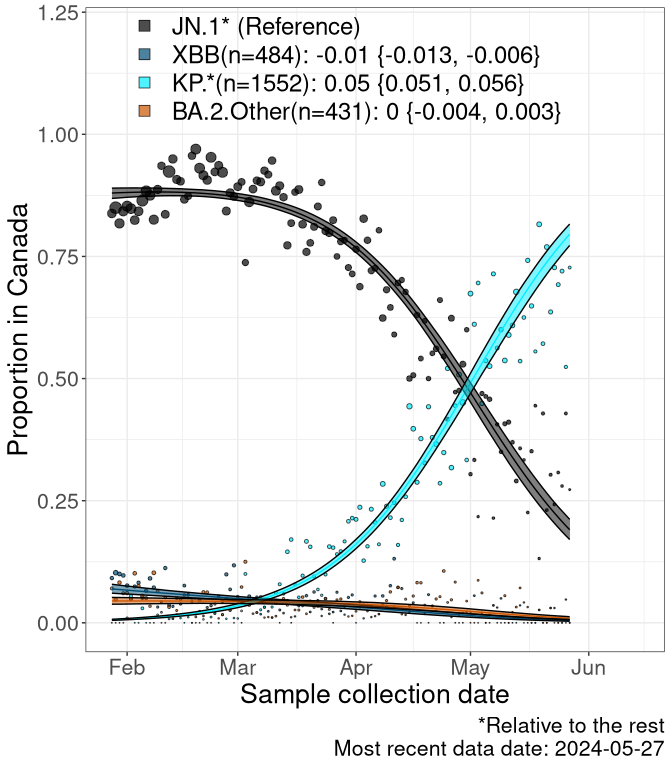 1.25
1.00
0.75
0.50
0.25
0.00
Proportion in Canada
JN.1* (Reference)
XBB(n=484): -0.01 {-0.013, -0.006}
KP.*(n=1552): 0.05 {0.051, 0.056}
BA.2.Other(n=431): 0 {-0.004, 0.003}
Feb Mar Apr May Jun
Sample collection date
*Relative to the rest
Most recent data date: 2024-05-27